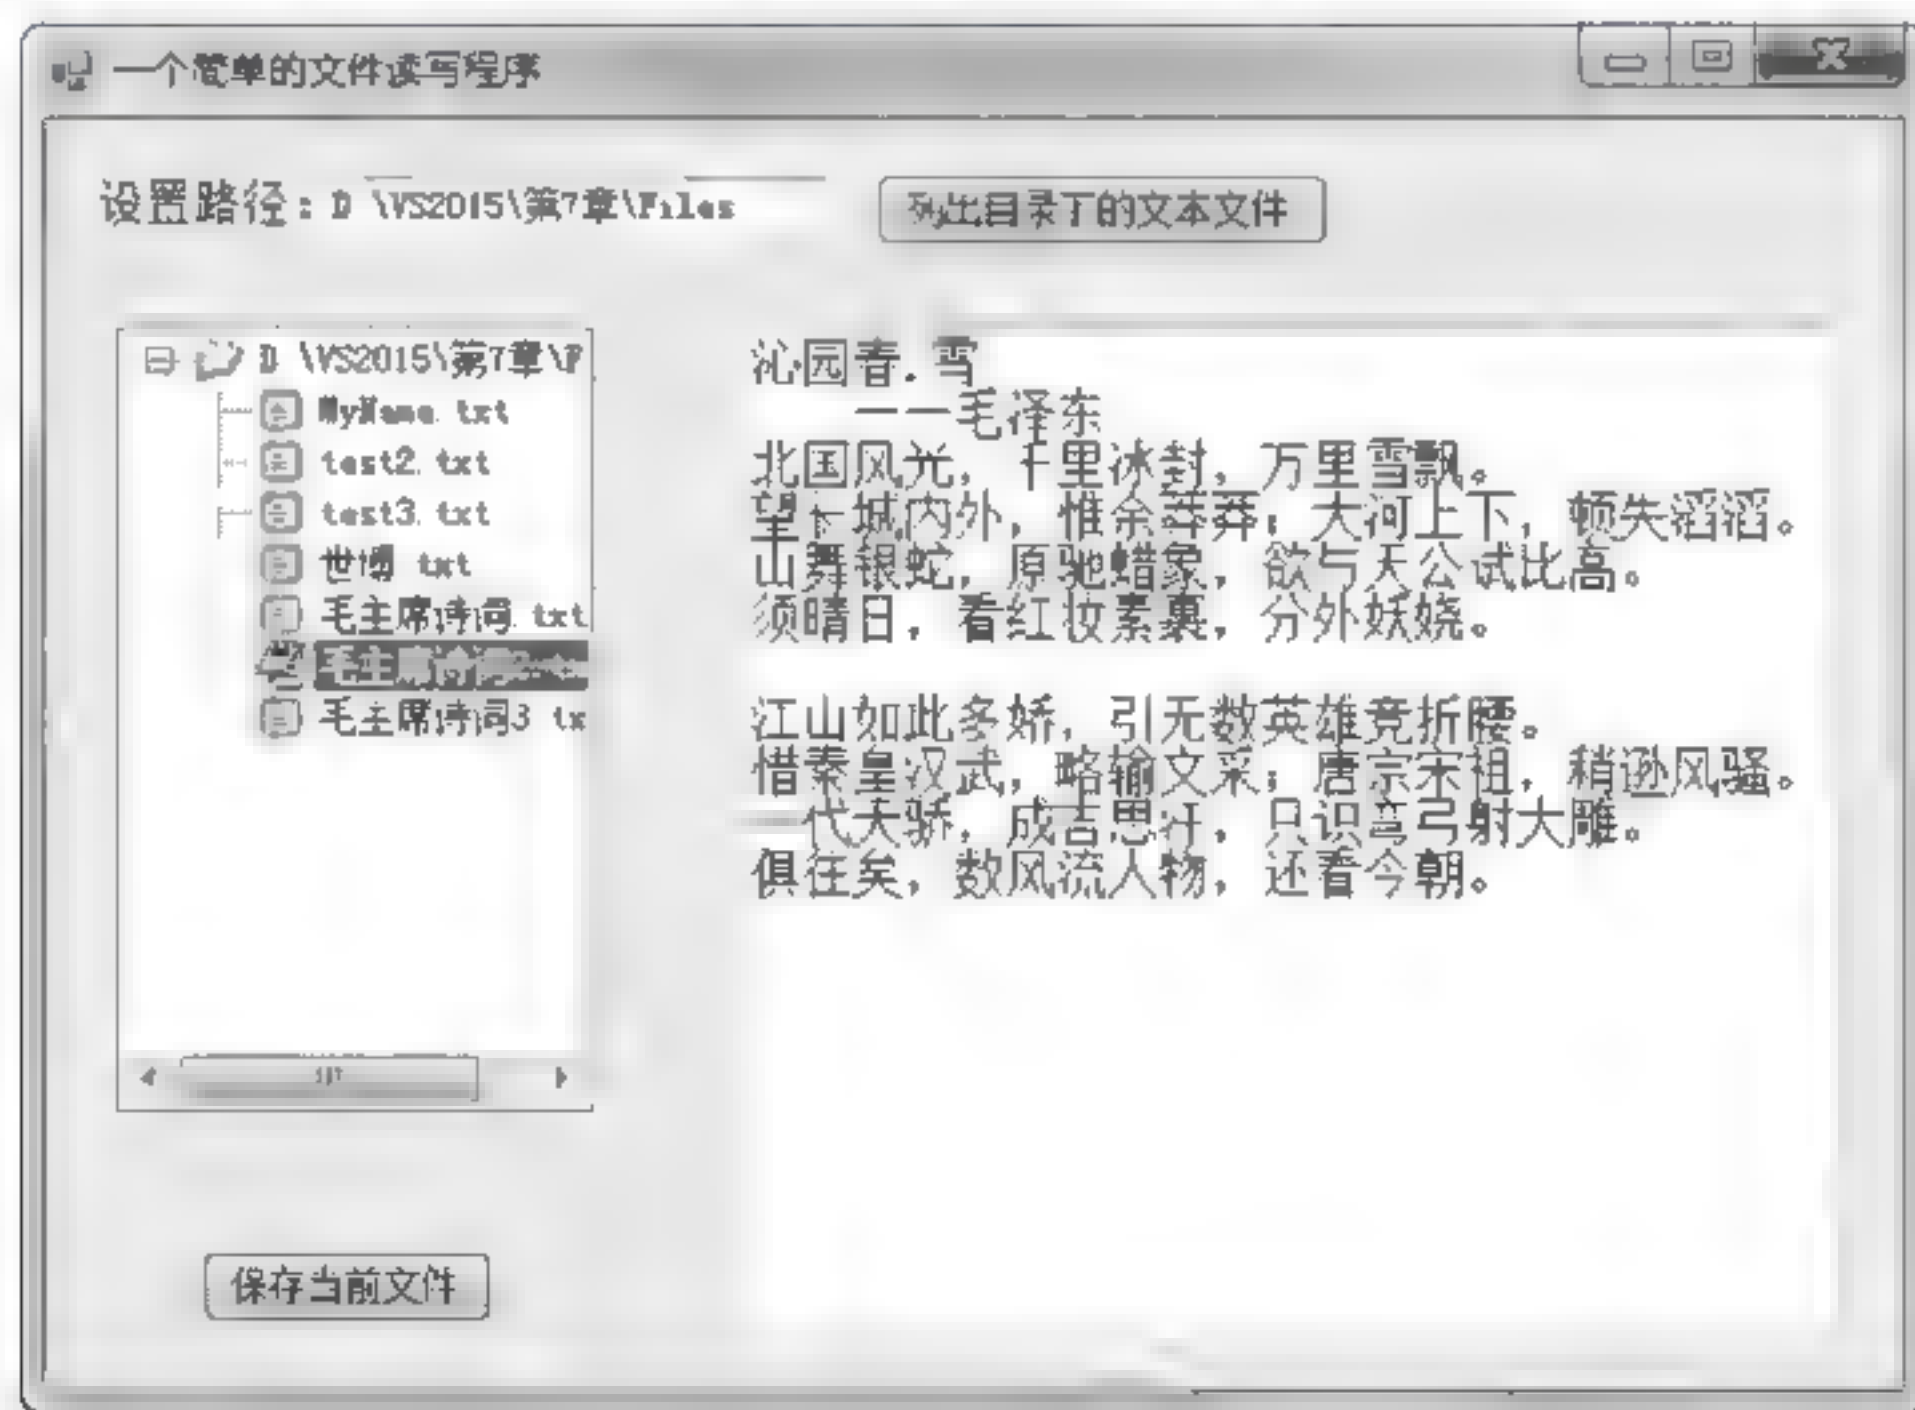 一个简单的文件读写程序
设置路径：D:\VS2015\第7章\Files
列出目录下的文本文件
D:\VS2015\第7章\F
MyName.txt
test2.txt
test3.txt
世博.txt
毛主席诗词.txt
毛主席诗词2.
毛主席诗词3.tx
沁园春.雪
——毛泽东
北国风光，千里冰封，万里雪飘。
望长城内外，惟余莽莽；大河上下，顿失滔滔。
山舞银蛇，原驰蜡象，欲与天公试比高。
须晴日，看红妆素裹，分外妖娆。
江山如此多娇，引无数英雄竞折腰。
惜秦皇汉武，略输文采；唐宗宋祖，稍逊风骚。
一代天骄，成吉思汗，只识弯弓射大雕。
俱往矣，数风流人物，还看今朝。
保存当前文件